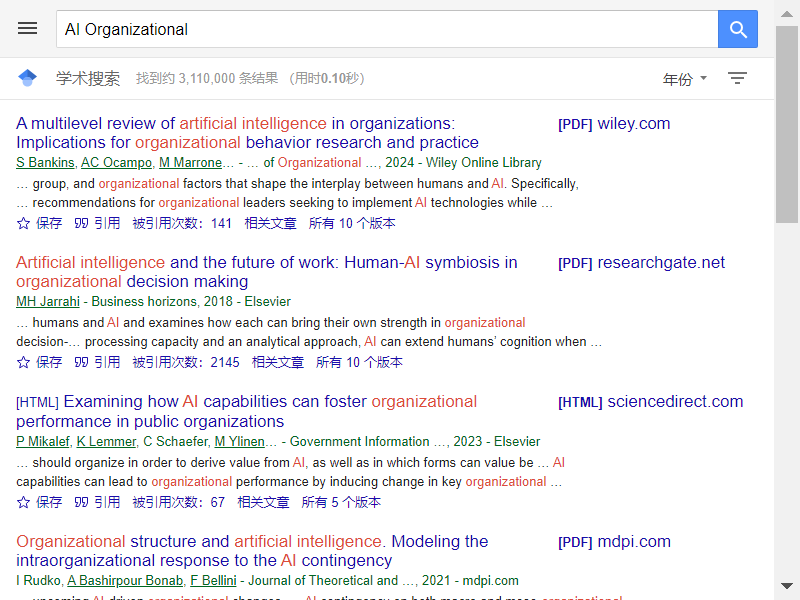 AI Organizational
学术搜索 找到约 3,110,000 条结果 (用时0.10秒) 年份
A multilevel review of artificial intelligence in organizations: [PDF] wiley.com
Implications for organizational behavior research and practice
S Bankins, AC Ocampo, M Marrone… - … of Organizational …, 2024 - Wiley Online Library
… group, and organizational factors that shape the interplay between humans and AI. Specifically,
… recommendations for organizational leaders seeking to implement AI technologies while …
保存 引用 被引用次数：141 相关文章 所有 10 个版本
Artificial intelligence and the future of work: Human-AI symbiosis in [PDF] researchgate.net
organizational decision making
MH Jarrahi - Business horizons, 2018 - Elsevier
… humans and AI and examines how each can bring their own strength in organizational
decision-… processing capacity and an analytical approach, AI can extend humans’ cognition when …
保存 引用 被引用次数：2145 相关文章 所有 10 个版本
[HTML] Examining how AI capabilities can foster organizational [HTML] sciencedirect.com
performance in public organizations
P Mikalef, K Lemmer, C Schaefer, M Ylinen… - Government Information …, 2023 - Elsevier
… should organize in order to derive value from AI, as well as in which forms can value be … AI
capabilities can lead to organizational performance by inducing change in key organizational …
保存 引用 被引用次数：67 相关文章 所有 5 个版本
Organizational structure and artificial intelligence. Modeling the [PDF] mdpi.com
intraorganizational response to the AI contingency
I Rudko, A Bashirpour Bonab, F Bellini - Journal of Theoretical and …, 2021 - mdpi.com